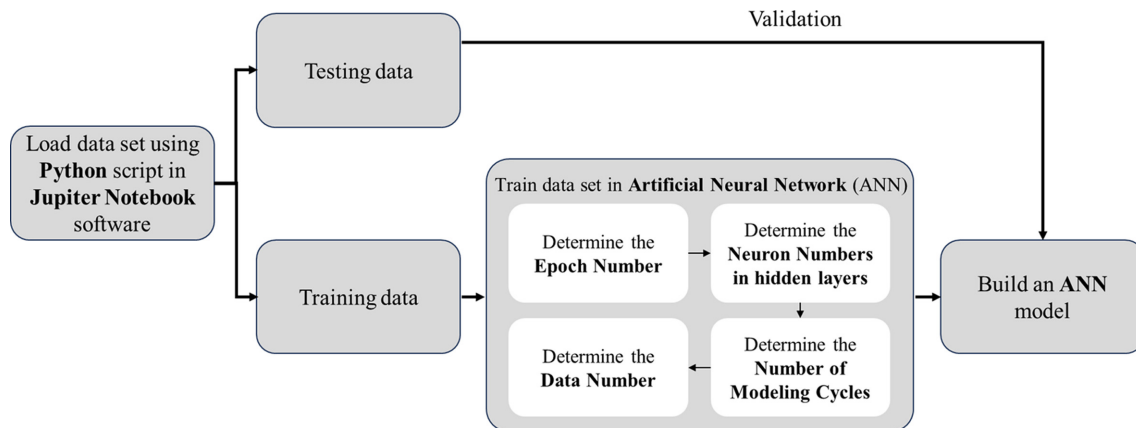 Validation
Testing data
Load data set using
Python script in
Jupiter Notebook
software
Training data
Train data set in Artificial Neural Network (ANN)
Determine the
Epoch Number
Determine the
Neuron Numbers
in hidden layers
Determine the
Number of
Modeling Cycles
Determine the
Data Number
Build an ANN
model